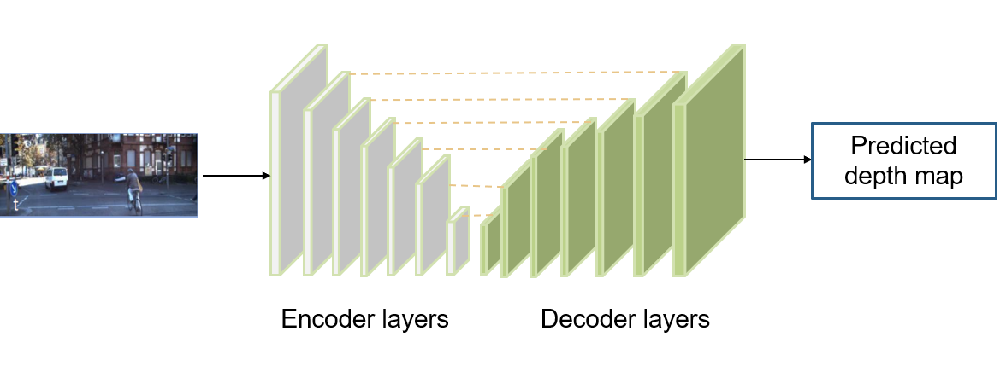 t
Encoder layers
Decoder layers
Predicted
depth map